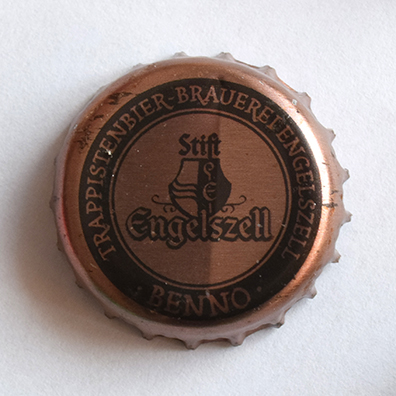 TRAPPISTENBIER-BRAUEREI ENGELSZELL
Stift
Engelszell
· BENNO ·